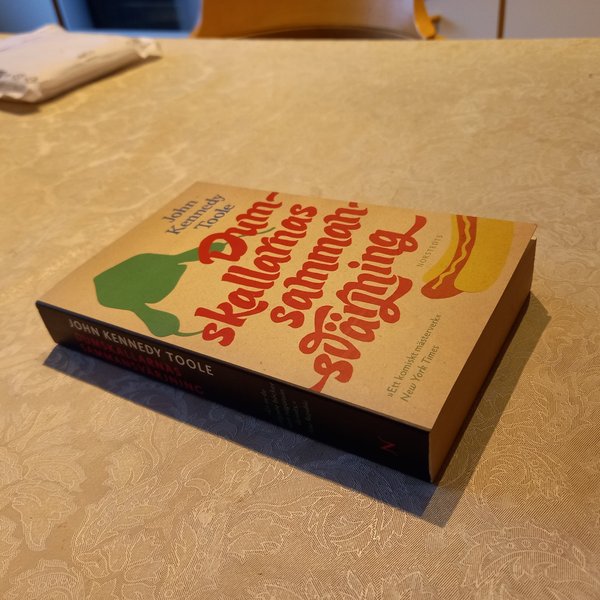 John
Kennedy
Toole
Dum-
skallarnas
samman-
svärjning
NORSTEDTS
»Ett komiskt mästerverk«
New York Times
JOHN KENNEDY TOOLE
DUMSKALLARNAS
SAMMANSVÄRJNING
N